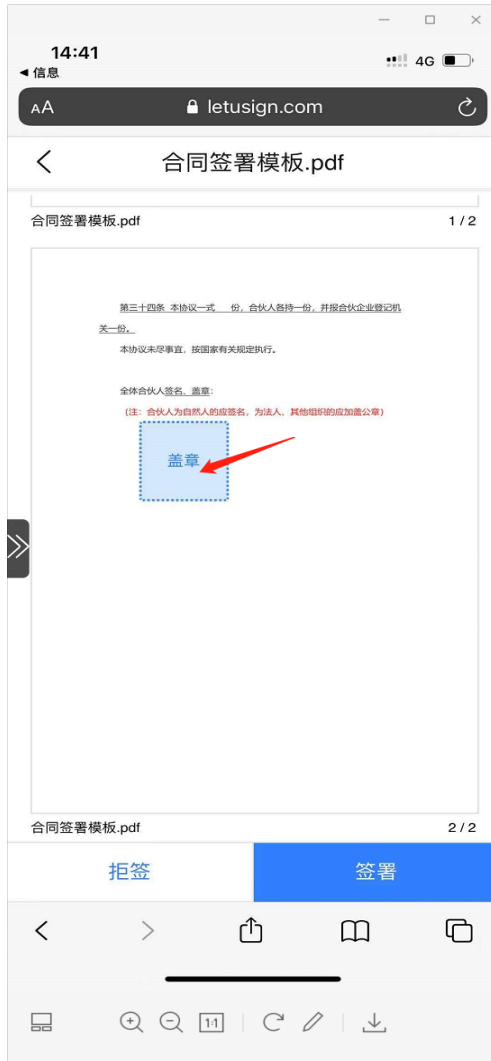 14:41
4G
◀ 信息
AA letusign.com
合同签署模板.pdf
合同签署模板.pdf 1 / 2
第三十四条 本协议一式 份，合伙人各持一份，并报合伙企业登记机
关一份。
本协议未尽事宜，按国家有关规定执行。
全体合伙人签名、盖章：
（注：合伙人为自然人的应签名，为法人、其他组织的应加盖公章）
盖章
合同签署模板.pdf 2 / 2
拒签 签署
1:1